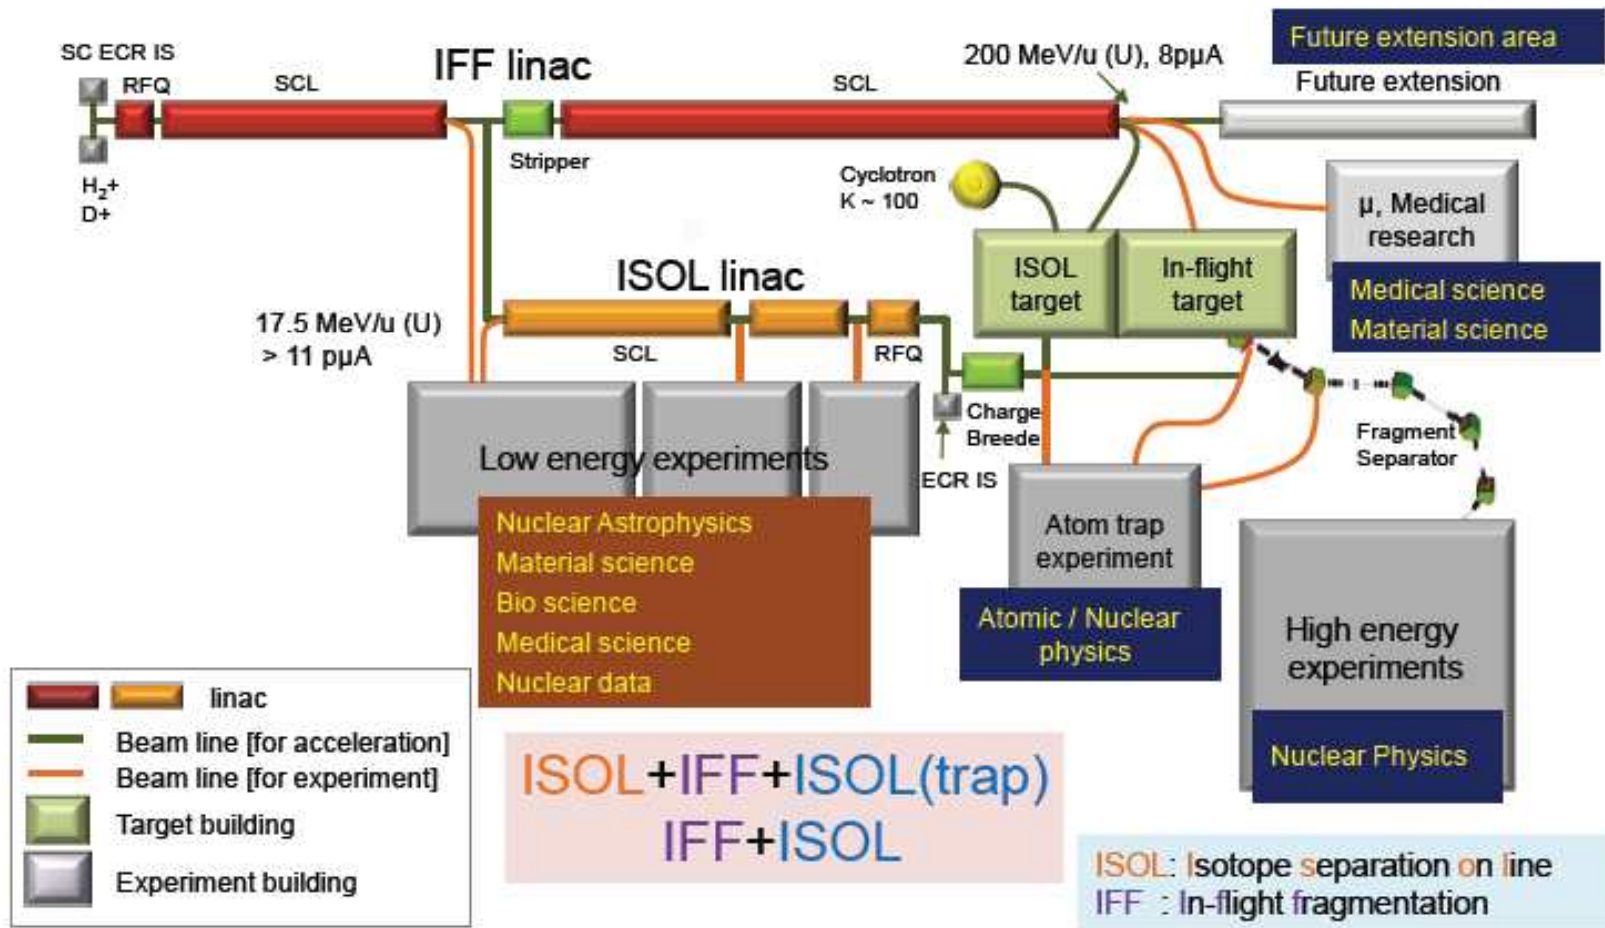 SC ECR IS
RFQ
SCL
IFF linac
SCL
200 MeV/u (U), 8pμA
Future extension area
Future extension
Stripper
H₂+
D+
Cyclotron
K ~ 100
μ, Medical
research
Medical science
Material science
ISOL
target
In-flight
target
ISOL linac
17.5 MeV/u (U)
> 11 pμA
SCL
RFQ
Charge
Breede
ECR IS
Fragment
Separator
Low energy experiments
Nuclear Astrophysics
Material science
Bio science
Medical science
Nuclear data
Atom trap
experiment
Atomic / Nuclear
physics
High energy
experiments
Nuclear Physics
linac
Beam line [for acceleration]
Beam line [for experiment]
Target building
Experiment building
ISOL+IFF+ISOL(trap)
IFF+ISOL
ISOL: Isotope separation on line
IFF : In-flight fragmentation